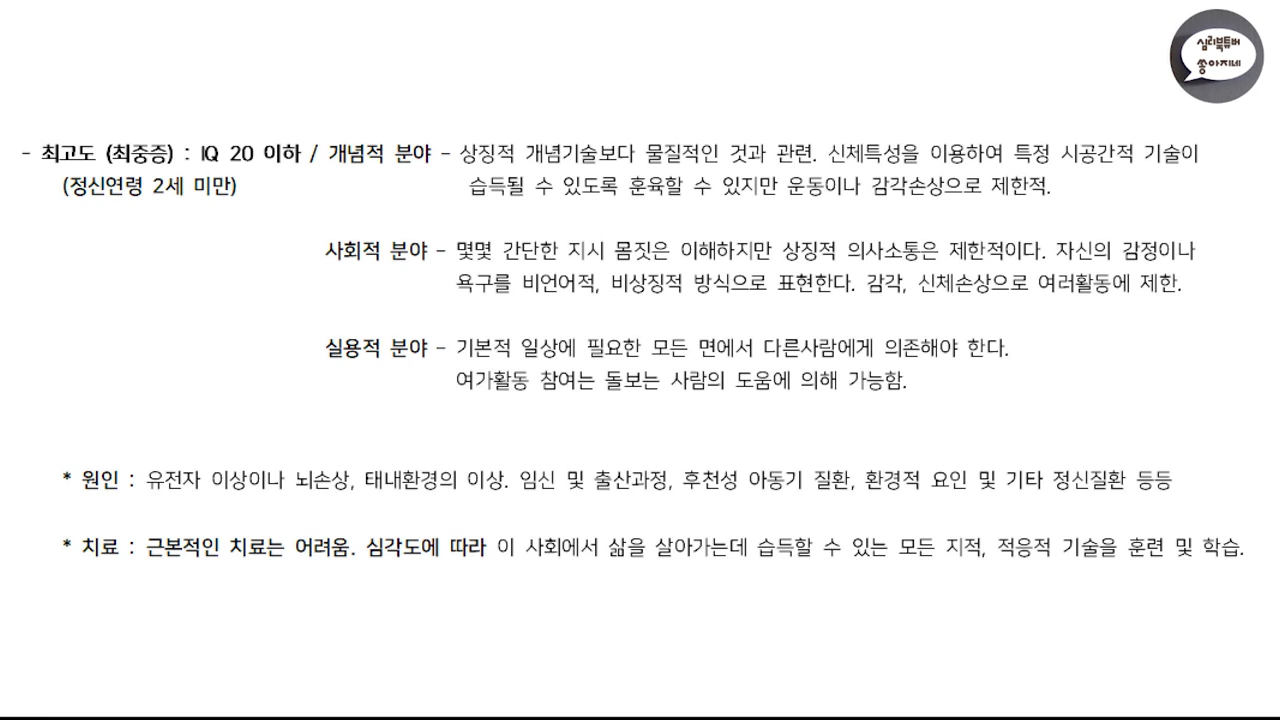 심리북튜버
쏭아지네
- 최고도 (최중증) : IQ 20 이하 / 개념적 분야 - 상징적 개념기술보다 물질적인 것과 관련. 신체특성을 이용하여 특정 시공간적 기술이
(정신연령 2세 미만) 습득될 수 있도록 훈육할 수 있지만 운동이나 감각손상으로 제한적.
사회적 분야 - 몇몇 간단한 지시 몸짓은 이해하지만 상징적 의사소통은 제한적이다. 자신의 감정이나
욕구를 비언어적, 비상징적 방식으로 표현한다. 감각, 신체손상으로 여러활동에 제한.
실용적 분야 - 기본적 일상에 필요한 모든 면에서 다른사람에게 의존해야 한다.
여가활동 참여는 돌보는 사람의 도움에 의해 가능함.
* 원인 : 유전자 이상이나 뇌손상, 태내환경의 이상. 임신 및 출산과정, 후천성 아동기 질환, 환경적 요인 및 기타 정신질환 등등
* 치료 : 근본적인 치료는 어려움. 심각도에 따라 이 사회에서 삶을 살아가는데 습득할 수 있는 모든 지적, 적응적 기술을 훈련 및 학습.